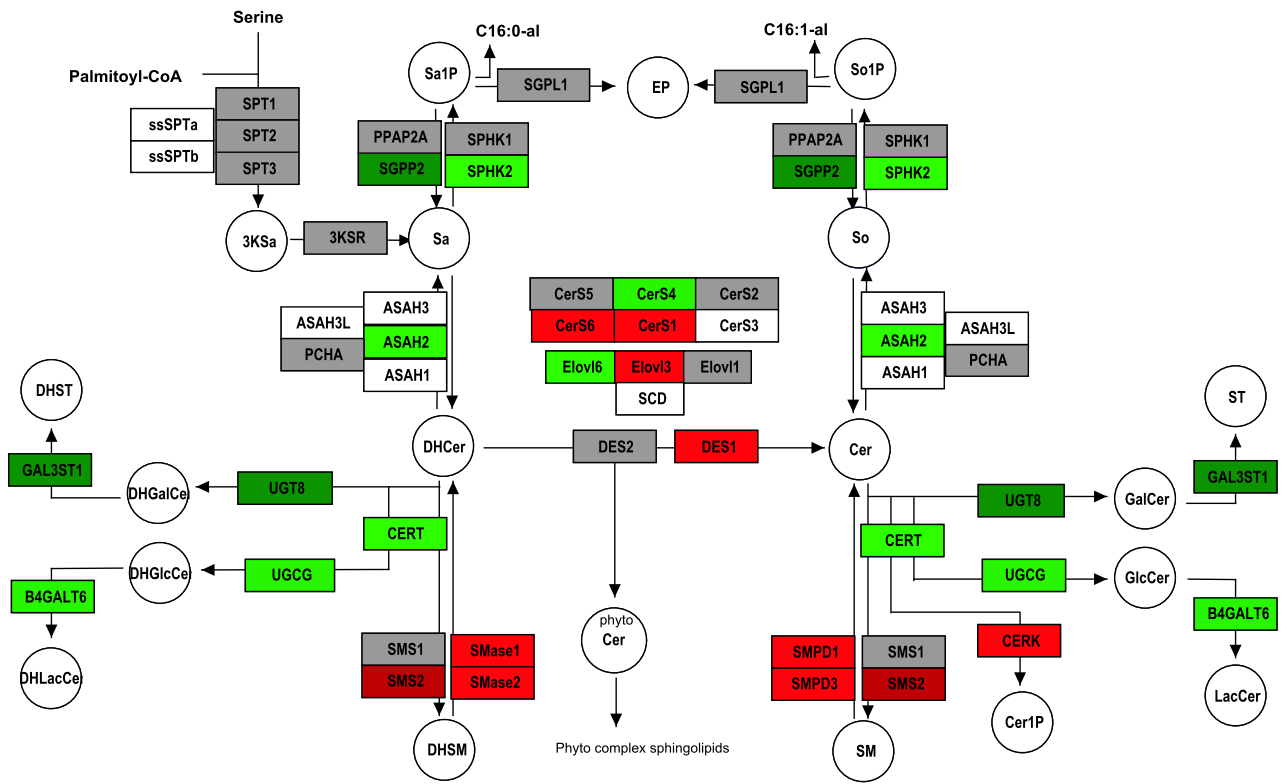 Serine
C16:0-al
C16:1-al
Palmitoyl-CoA
Sa1P
SGPL1
EP
SGPL1
So1P
SPT1
ssSPTa
SPT2
ssSPTb
SPT3
PPAP2A
SPHK1
SGPP2
SPHK2
PPAP2A
SPHK1
SGPP2
SPHK2
3KSa
3KSR
Sa
So
CerS5
CerS4
CerS2
CerS6
CerS1
CerS3
Elovl6
Elovl3
Elovl1
SCD
ASAH3
ASAH3L
ASAH2
PCHA
ASAH1
ASAH3
ASAH3L
ASAH2
PCHA
ASAH1
DHST
ST
DHCer
DES2
DES1
Cer
GAL3ST1
DHGalCer
UGT8
UGT8
GalCer
GAL3ST1
CERT
CERT
B4GALT6
DHGlcCer
UGCG
UGCG
GlcCer
B4GALT6
phyto
Cer
SMS1
SMase1
SMS2
SMase2
SMPD1
SMS1
SMPD3
SMS2
CERK
DHLacCer
LacCer
Cer1P
DHSM
Phyto complex sphingolipids
SM